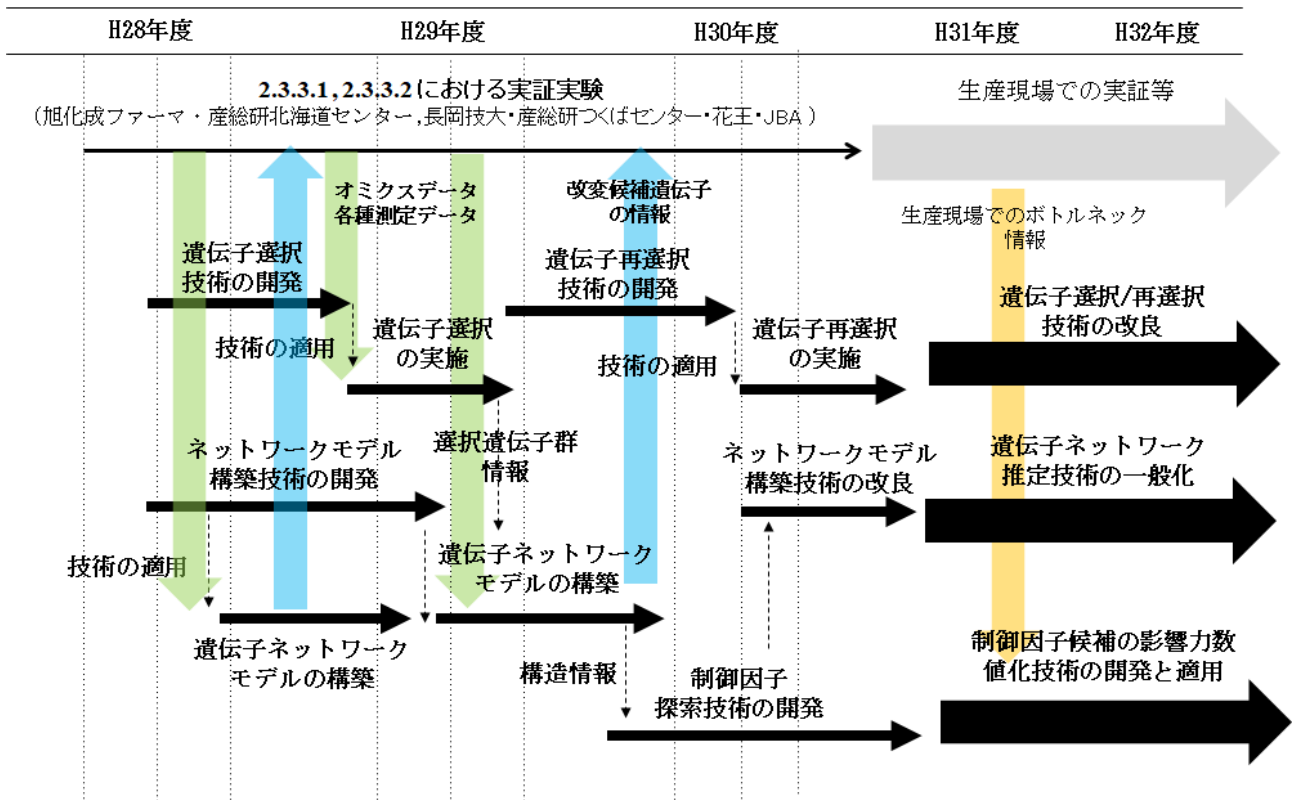 H28年度 H29年度 H30年度 H31年度 H32年度
2.3.3.1, 2.3.3.2 における実証実験
(旭化成ファーマ・産総研北海道センター,長岡技大・産総研つくばセンター・花王・JBA )
生産現場での実証等
オミクスデータ
各種測定データ
改変候補遺伝子
の情報
生産現場でのボトルネック
情報
遺伝子選択
技術の開発
遺伝子再選択
技術の開発
遺伝子選択/再選択
技術の改良
技術の適用
遺伝子選択
の実施
技術の適用
遺伝子再選択
の実施
ネットワークモデル
構築技術の開発
選択遺伝子群
情報
ネットワークモデル
構築技術の改良
遺伝子ネットワーク
推定技術の一般化
技術の適用
遺伝子ネットワーク
モデルの構築
遺伝子ネットワーク
モデルの構築
構造情報
制御因子
探索技術の開発
制御因子候補の影響力数
値化技術の開発と適用